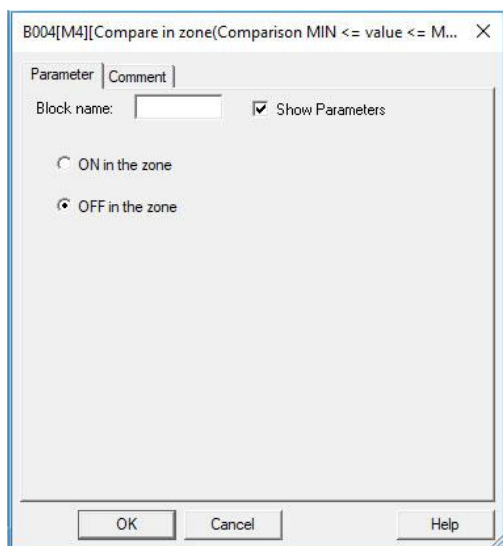 B004[M4][Compare in zone(Comparison MIN <= value <= M...
Parameter Comment
Block name: Show Parameters
ON in the zone
OFF in the zone
OK Cancel Help